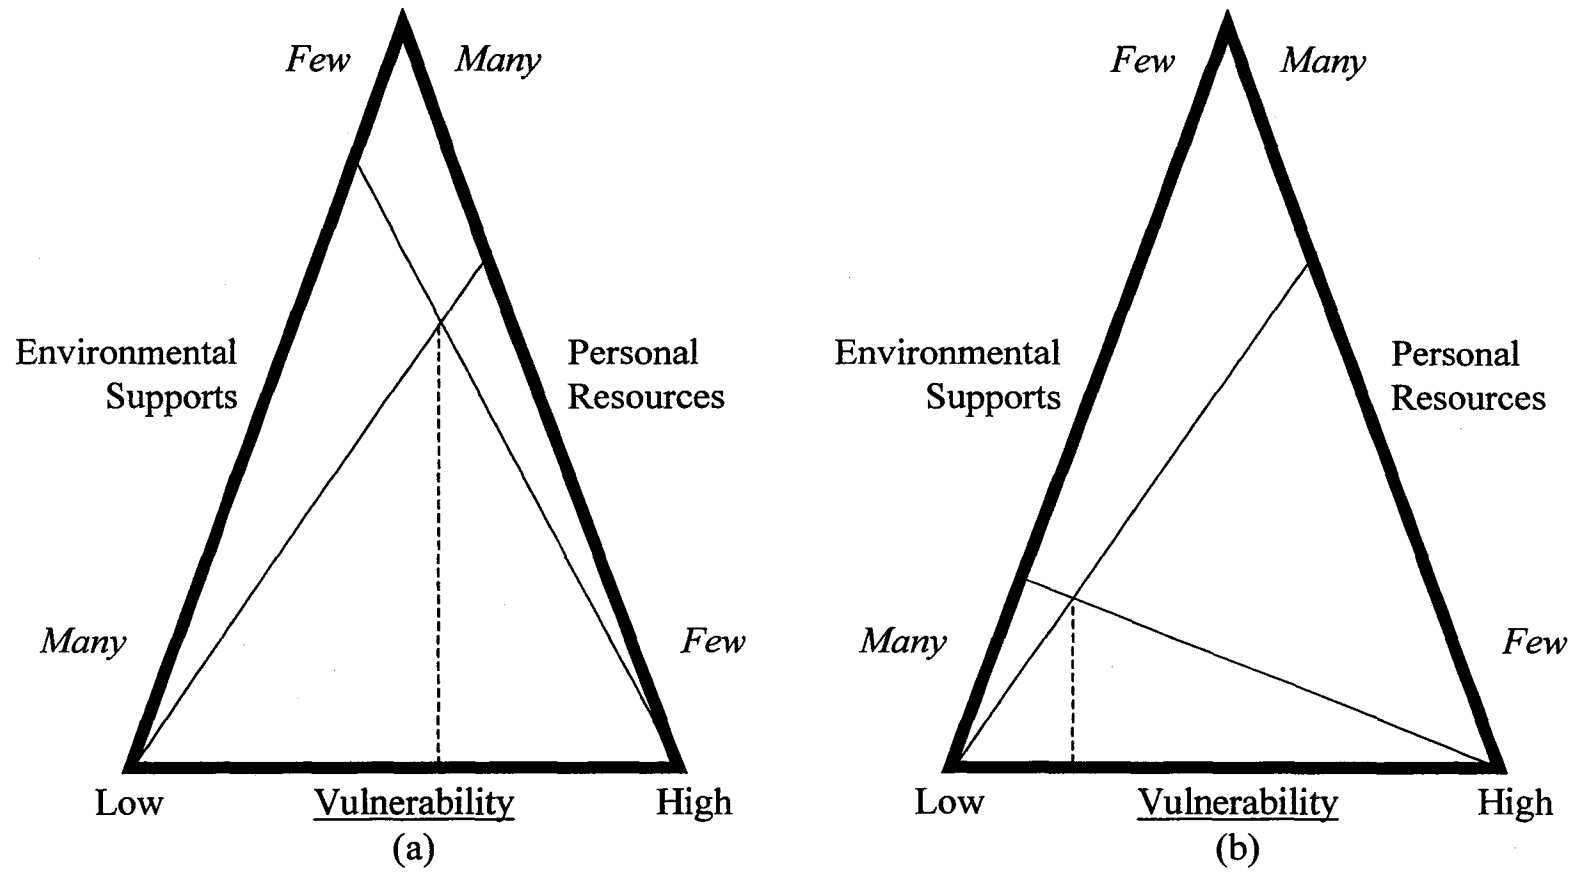 Few Many Few Many
Environmental Personal Environmental Personal
Supports Resources Supports Resources
Many Few Many Few
Low Vulnerability High Low Vulnerability High
(a) (b)